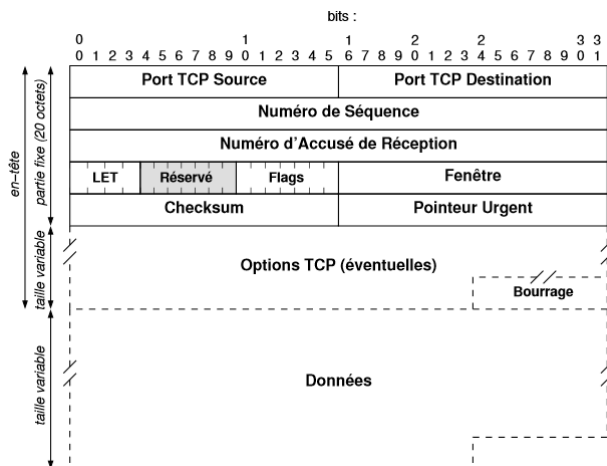 bits :
0 1 1 2 2 3 3
0 1 2 3 4 5 6 7 8 9 0 1 2 3 4 5 6 7 8 9 0 1 2 3 4 5 6 7 8 9 0 1
Port TCP Source Port TCP Destination
Numéro de Séquence
Numéro d'Accusé de Réception
LET Réservé Flags Fenêtre
Checksum Pointeur Urgent
Options TCP (éventuelles)
Bourrage
Données
en-tête
partie fixe (20 octets)
taille variable
taille variable